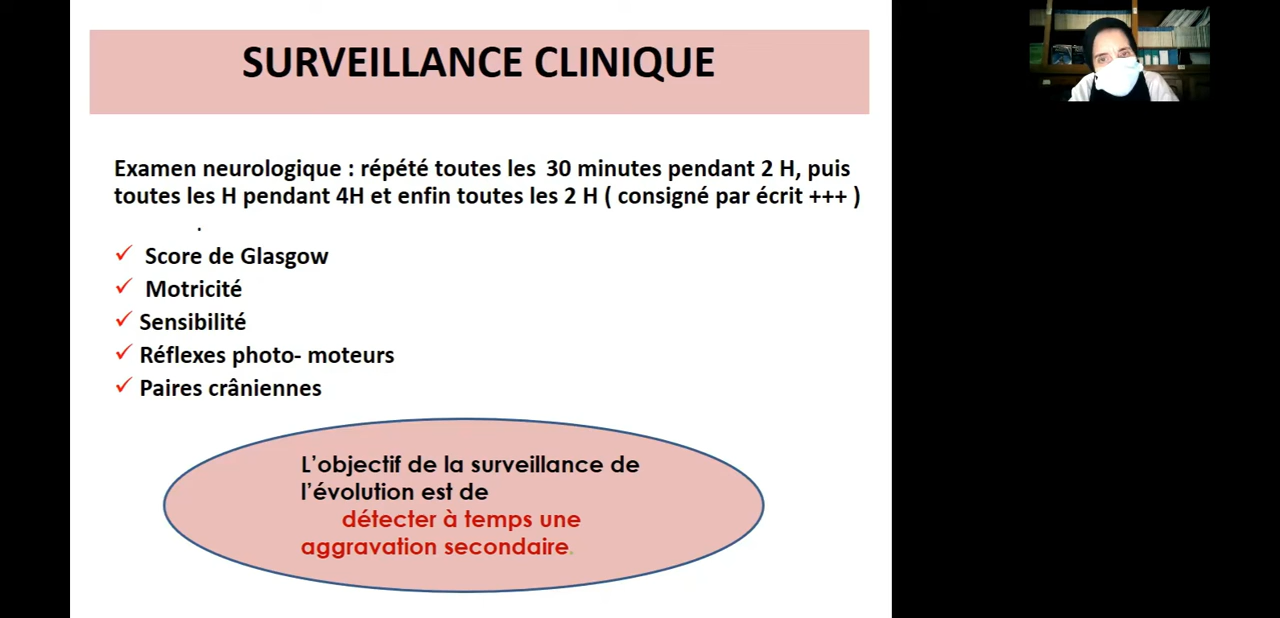 SURVEILLANCE CLINIQUE
Examen neurologique : répété toutes les 30 minutes pendant 2 H, puis
toutes les H pendant 4H et enfin toutes les 2 H ( consigné par écrit +++ )
.
Score de Glasgow
Motricité
Sensibilité
Réflexes photo- moteurs
Paires crâniennes
L’objectif de la surveillance de
l’évolution est de
détecter à temps une
aggravation secondaire.